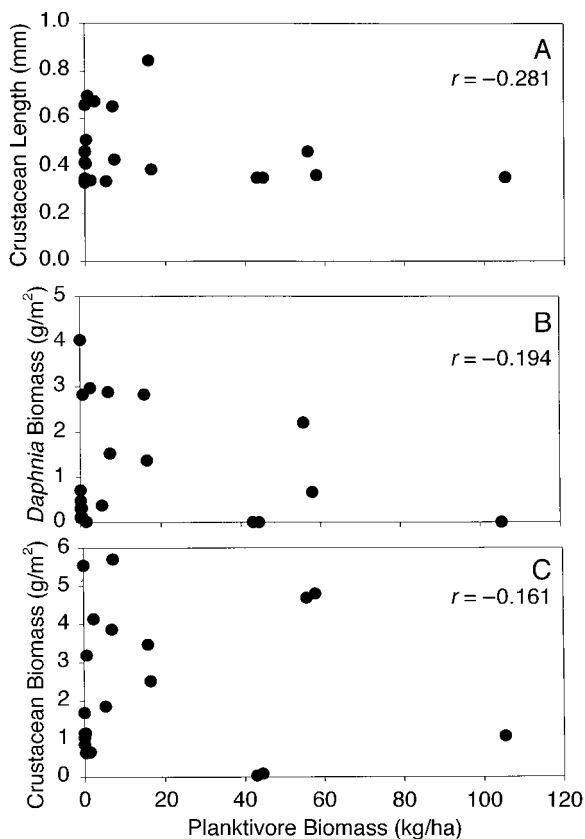 A
r = −0.281
Crustacean Length (mm)
1.0
0.8
0.6
0.4
0.2
0.0
B
r = −0.194
Daphnia Biomass (g/m²)
5
4
3
2
1
0
C
r = −0.161
Crustacean Biomass (g/m²)
6
5
4
3
2
1
0
0 20 40 60 80 100 120
Planktivore Biomass (kg/ha)